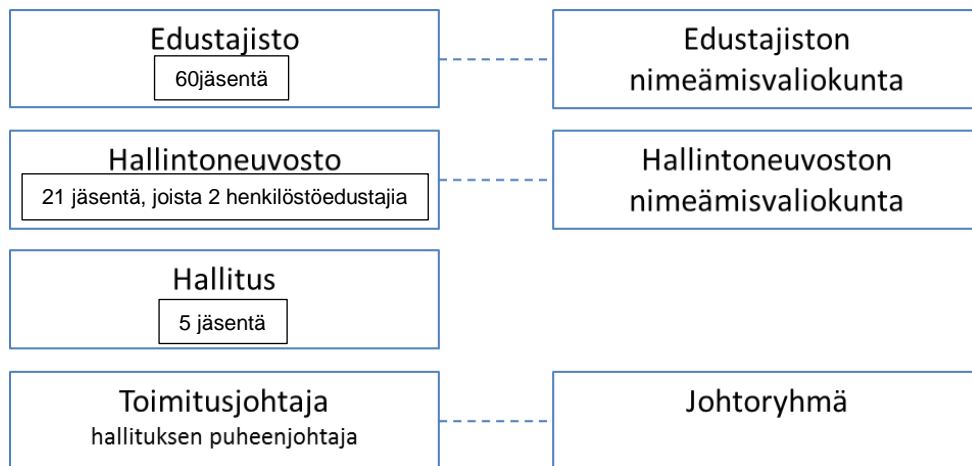 Edustajisto
60jäsentä
Edustajiston
nimeämisvaliokunta
Hallintoneuvosto
21 jäsentä, joista 2 henkilöstöedustajia
Hallintoneuvoston
nimeämisvaliokunta
Hallitus
5 jäsentä
Toimitusjohtaja
hallituksen puheenjohtaja
Johtoryhmä